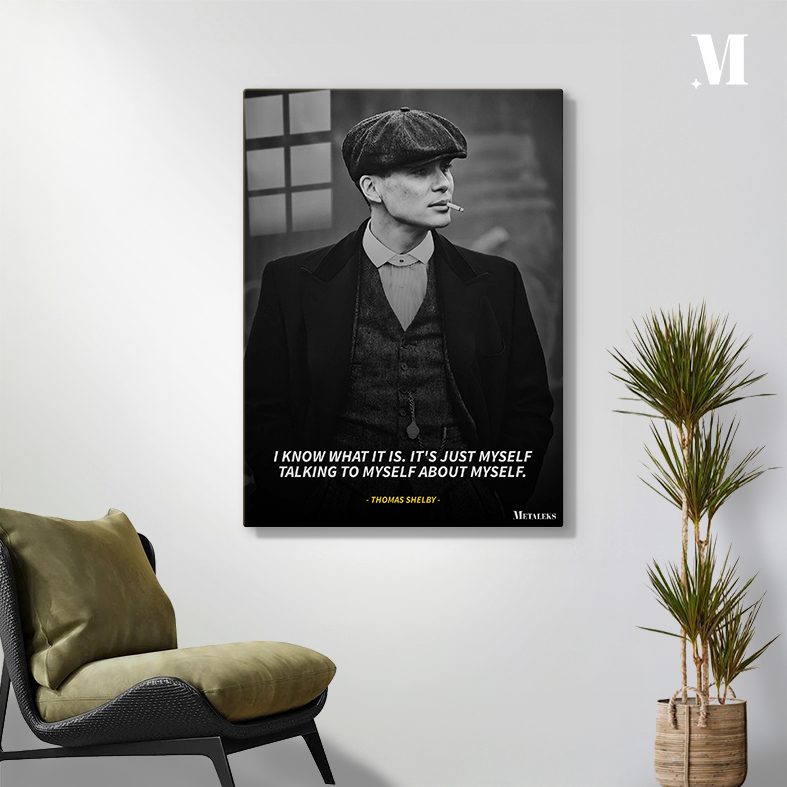 M
I KNOW WHAT IT IS. IT'S JUST MYSELF
TALKING TO MYSELF ABOUT MYSELF.
- THOMAS SHELBY -
METALEKS